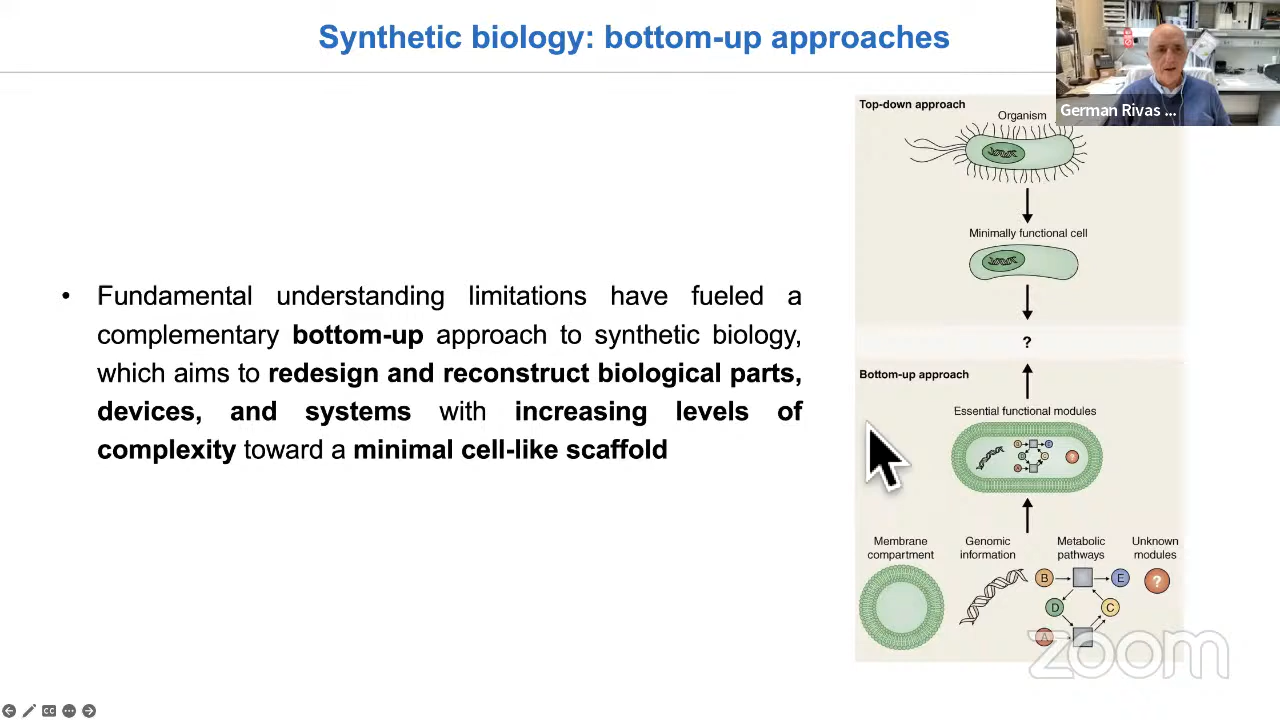 Synthetic biology: bottom-up approaches
German Rivas ...
• Fundamental understanding limitations have fueled a
complementary bottom-up approach to synthetic biology,
which aims to redesign and reconstruct biological parts,
devices, and systems with increasing levels of
complexity toward a minimal cell-like scaffold
Top-down approach
Organism
Minimally functional cell
?
Bottom-up approach
Essential functional modules
Membrane
compartment
Genomic
information
Metabolic
pathways
Unknown
modules
B
E
?
D
C
A
zoom
CC